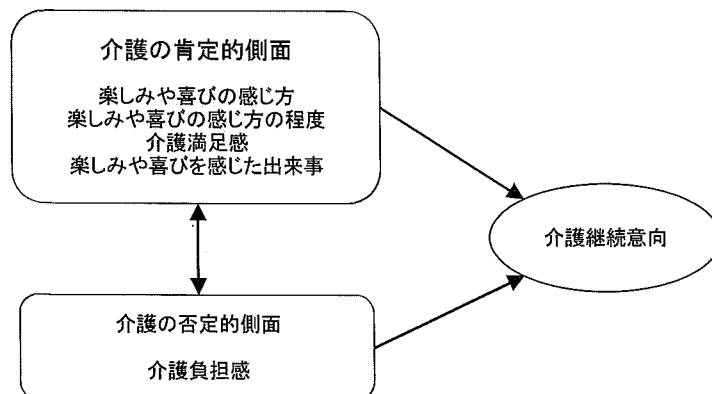 介護の肯定的側面
楽しみや喜びの感じ方
楽しみや喜びの感じ方の程度
介護満足感
楽しみや喜びを感じた出来事
介護継続意向
介護の否定的側面
介護負担感